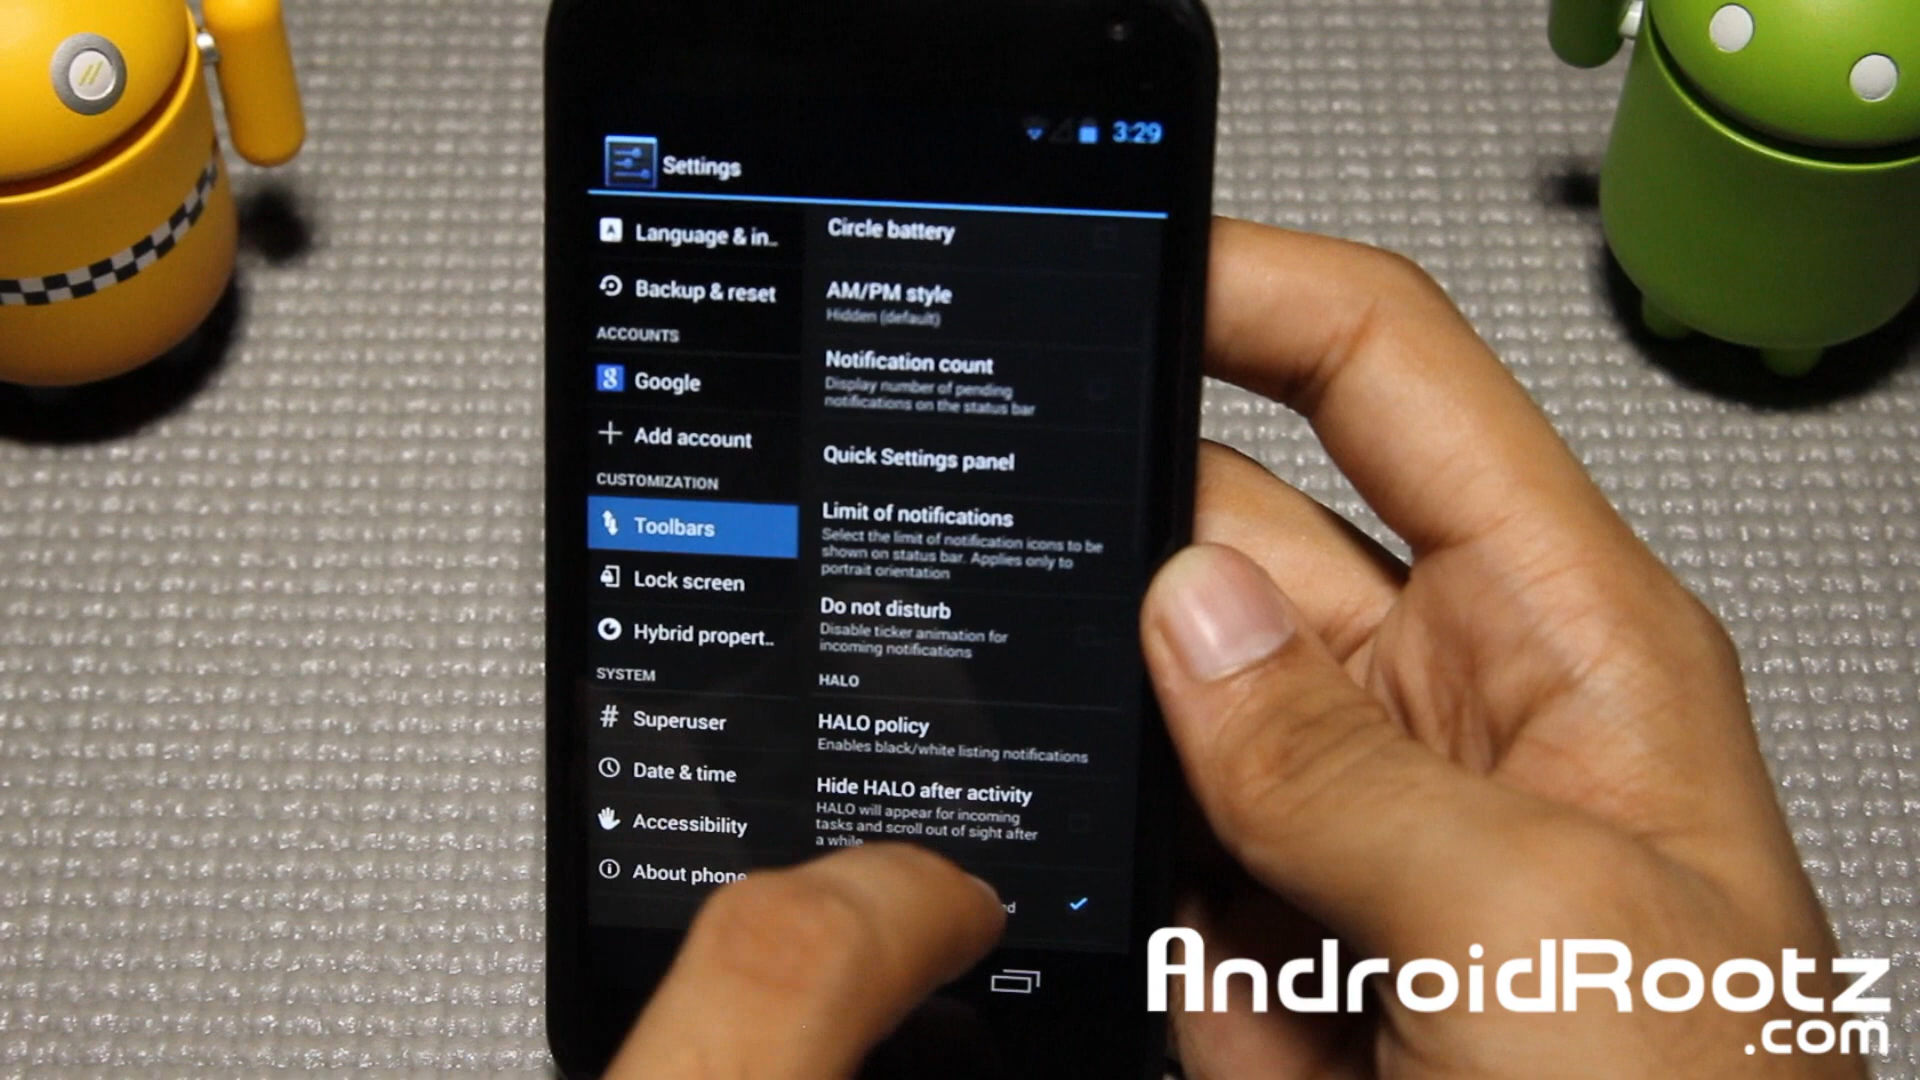 3:29
Settings
Language & in..
Backup & reset
ACCOUNTS
Google
Add account
CUSTOMIZATION
Toolbars
Lock screen
Hybrid propert..
SYSTEM
Superuser
Date & time
Accessibility
About phone
Circle battery
AM/PM style
Hidden (default)
Notification count
Display number of pending
notifications on the status bar
Quick Settings panel
Limit of notifications
Select the limit of notification icons to be
shown on status bar. Applies only to
portrait orientation
Do not disturb
Disable ticker animation for
incoming notifications
HALO
HALO policy
Enables black/white listing notifications
Hide HALO after activity
HALO will appear for incoming
tasks and scroll out of sight after
a while
AndroidRootz
.com